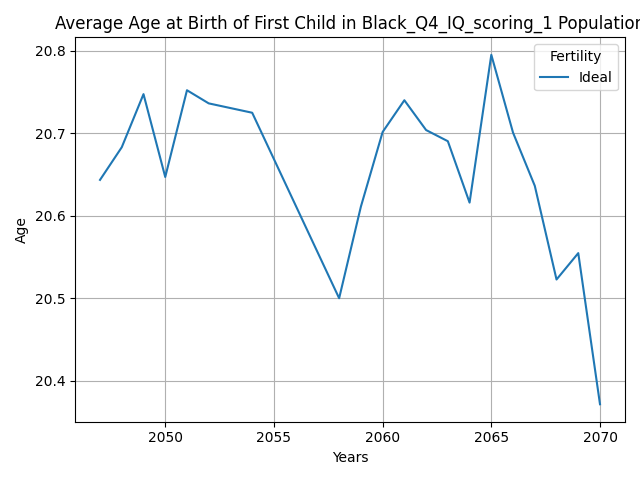 Average Age at Birth of First Child in Black_Q4_IQ_scoring_1 Population
Fertility
Ideal
20.8
20.7
20.6
20.5
20.4
Age
2050 2055 2060 2065 2070
Years